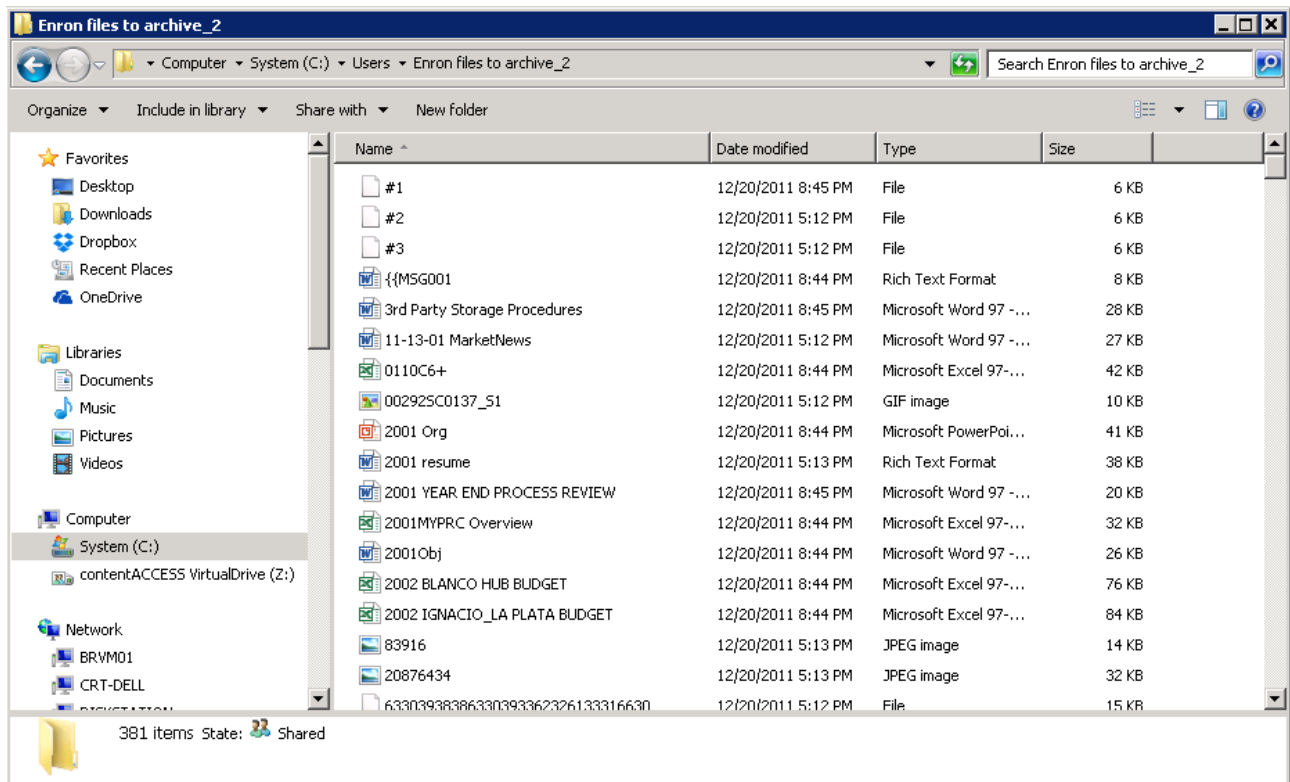 Enron files to archive_2
Computer System (C:) Users Enron files to archive_2 Search Enron files to archive_2
Organize Include in library Share with New folder
Favorites
Desktop
Downloads
Dropbox
Recent Places
OneDrive
Libraries
Documents
Music
Pictures
Videos
Computer
System (C:)
contentACCESS VirtualDrive (Z:)
Network
BRVM01
CRT-DELL
Name Date modified Type Size
#1 12/20/2011 8:45 PM File 6 KB
#2 12/20/2011 5:12 PM File 6 KB
#3 12/20/2011 5:12 PM File 6 KB
{{MSG001 12/20/2011 8:44 PM Rich Text Format 8 KB
3rd Party Storage Procedures 12/20/2011 8:45 PM Microsoft Word 97 -... 28 KB
11-13-01 MarketNews 12/20/2011 5:12 PM Microsoft Word 97 -... 27 KB
0110C6+ 12/20/2011 8:44 PM Microsoft Excel 97-... 42 KB
00292SC0137_S1 12/20/2011 5:12 PM GIF image 10 KB
2001 Org 12/20/2011 8:44 PM Microsoft PowerPoi... 41 KB
2001 resume 12/20/2011 5:13 PM Rich Text Format 38 KB
2001 YEAR END PROCESS REVIEW 12/20/2011 8:45 PM Microsoft Word 97 -... 20 KB
2001MYPRC Overview 12/20/2011 8:44 PM Microsoft Excel 97-... 32 KB
2001Obj 12/20/2011 8:44 PM Microsoft Word 97 -... 26 KB
2002 BLANCO HUB BUDGET 12/20/2011 8:44 PM Microsoft Excel 97-... 76 KB
2002 IGNACIO_LA PLATA BUDGET 12/20/2011 8:44 PM Microsoft Excel 97-... 84 KB
83916 12/20/2011 5:13 PM JPEG image 14 KB
20876434 12/20/2011 5:13 PM JPEG image 32 KB
12/20/2011 5:12 PM File 15 KB
381 items State: Shared